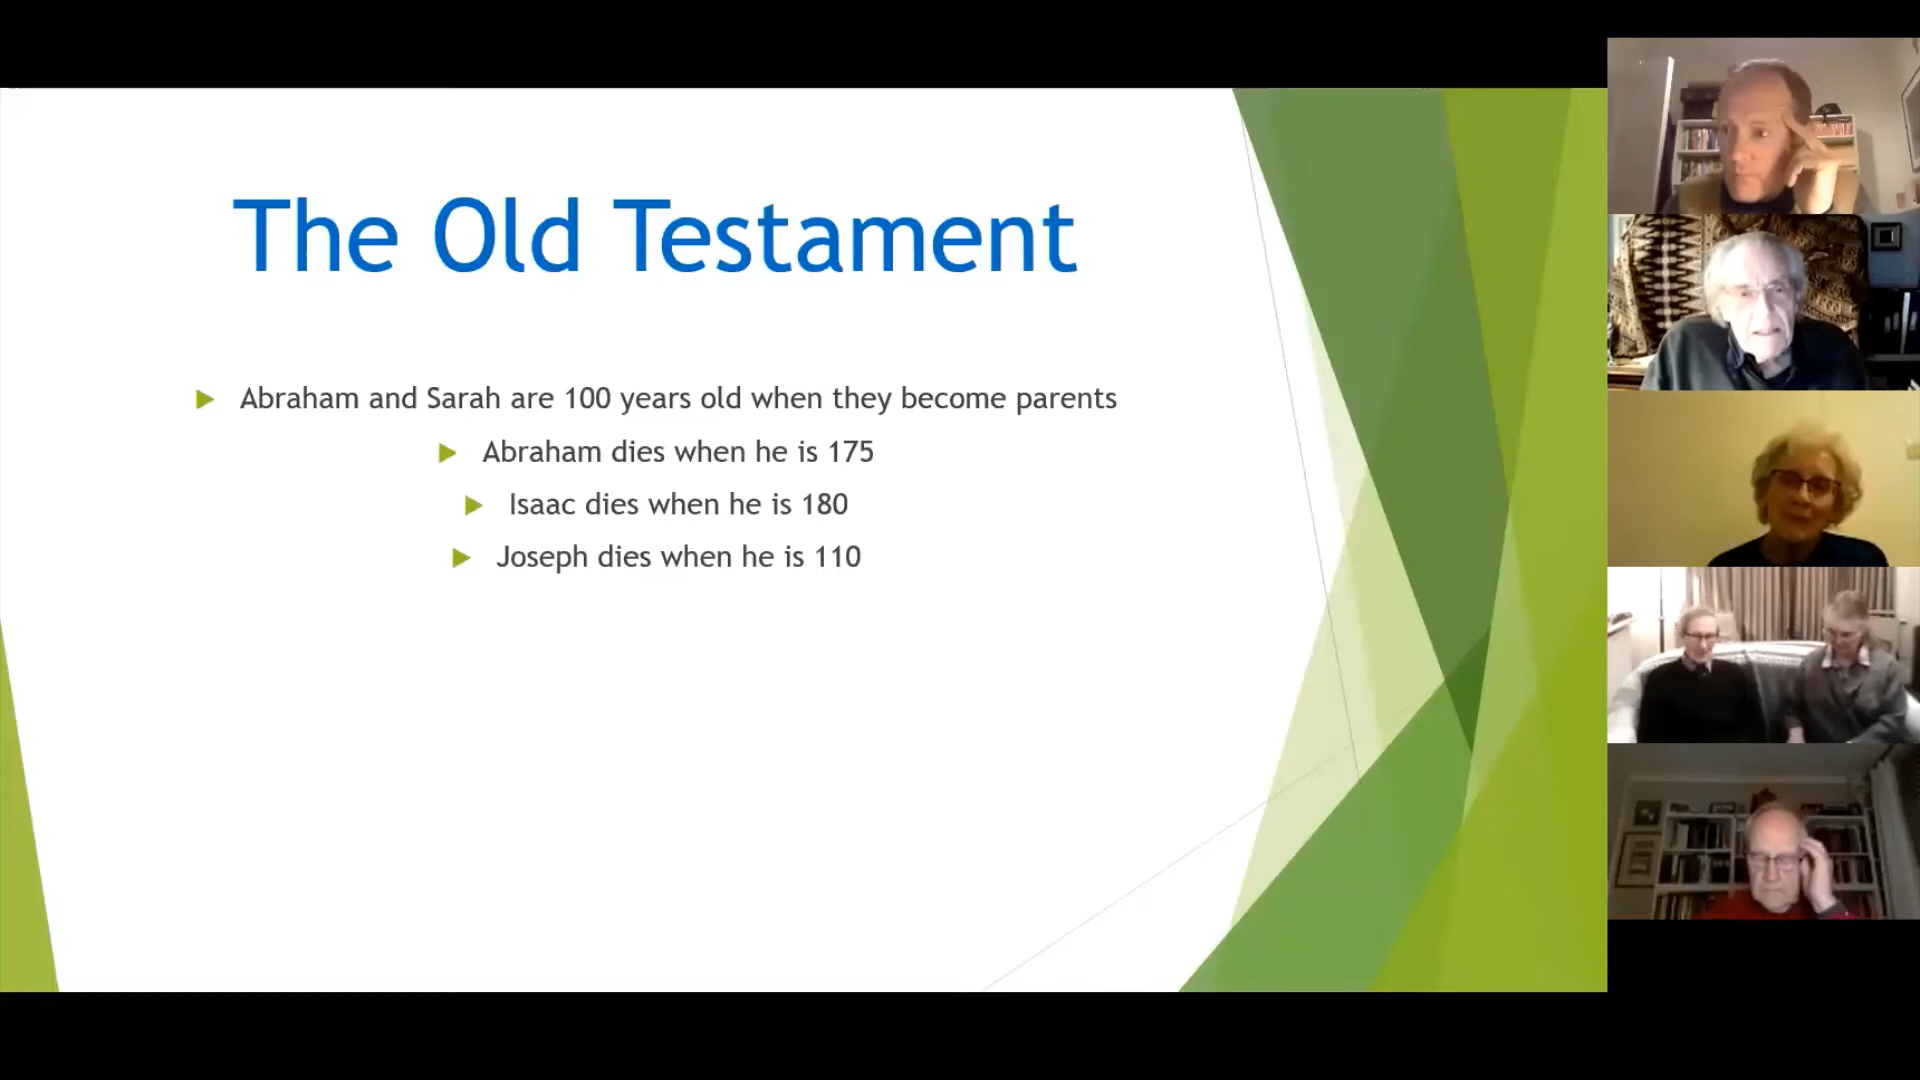 The Old Testament
Abraham and Sarah are 100 years old when they become parents
Abraham dies when he is 175
Isaac dies when he is 180
Joseph dies when he is 110